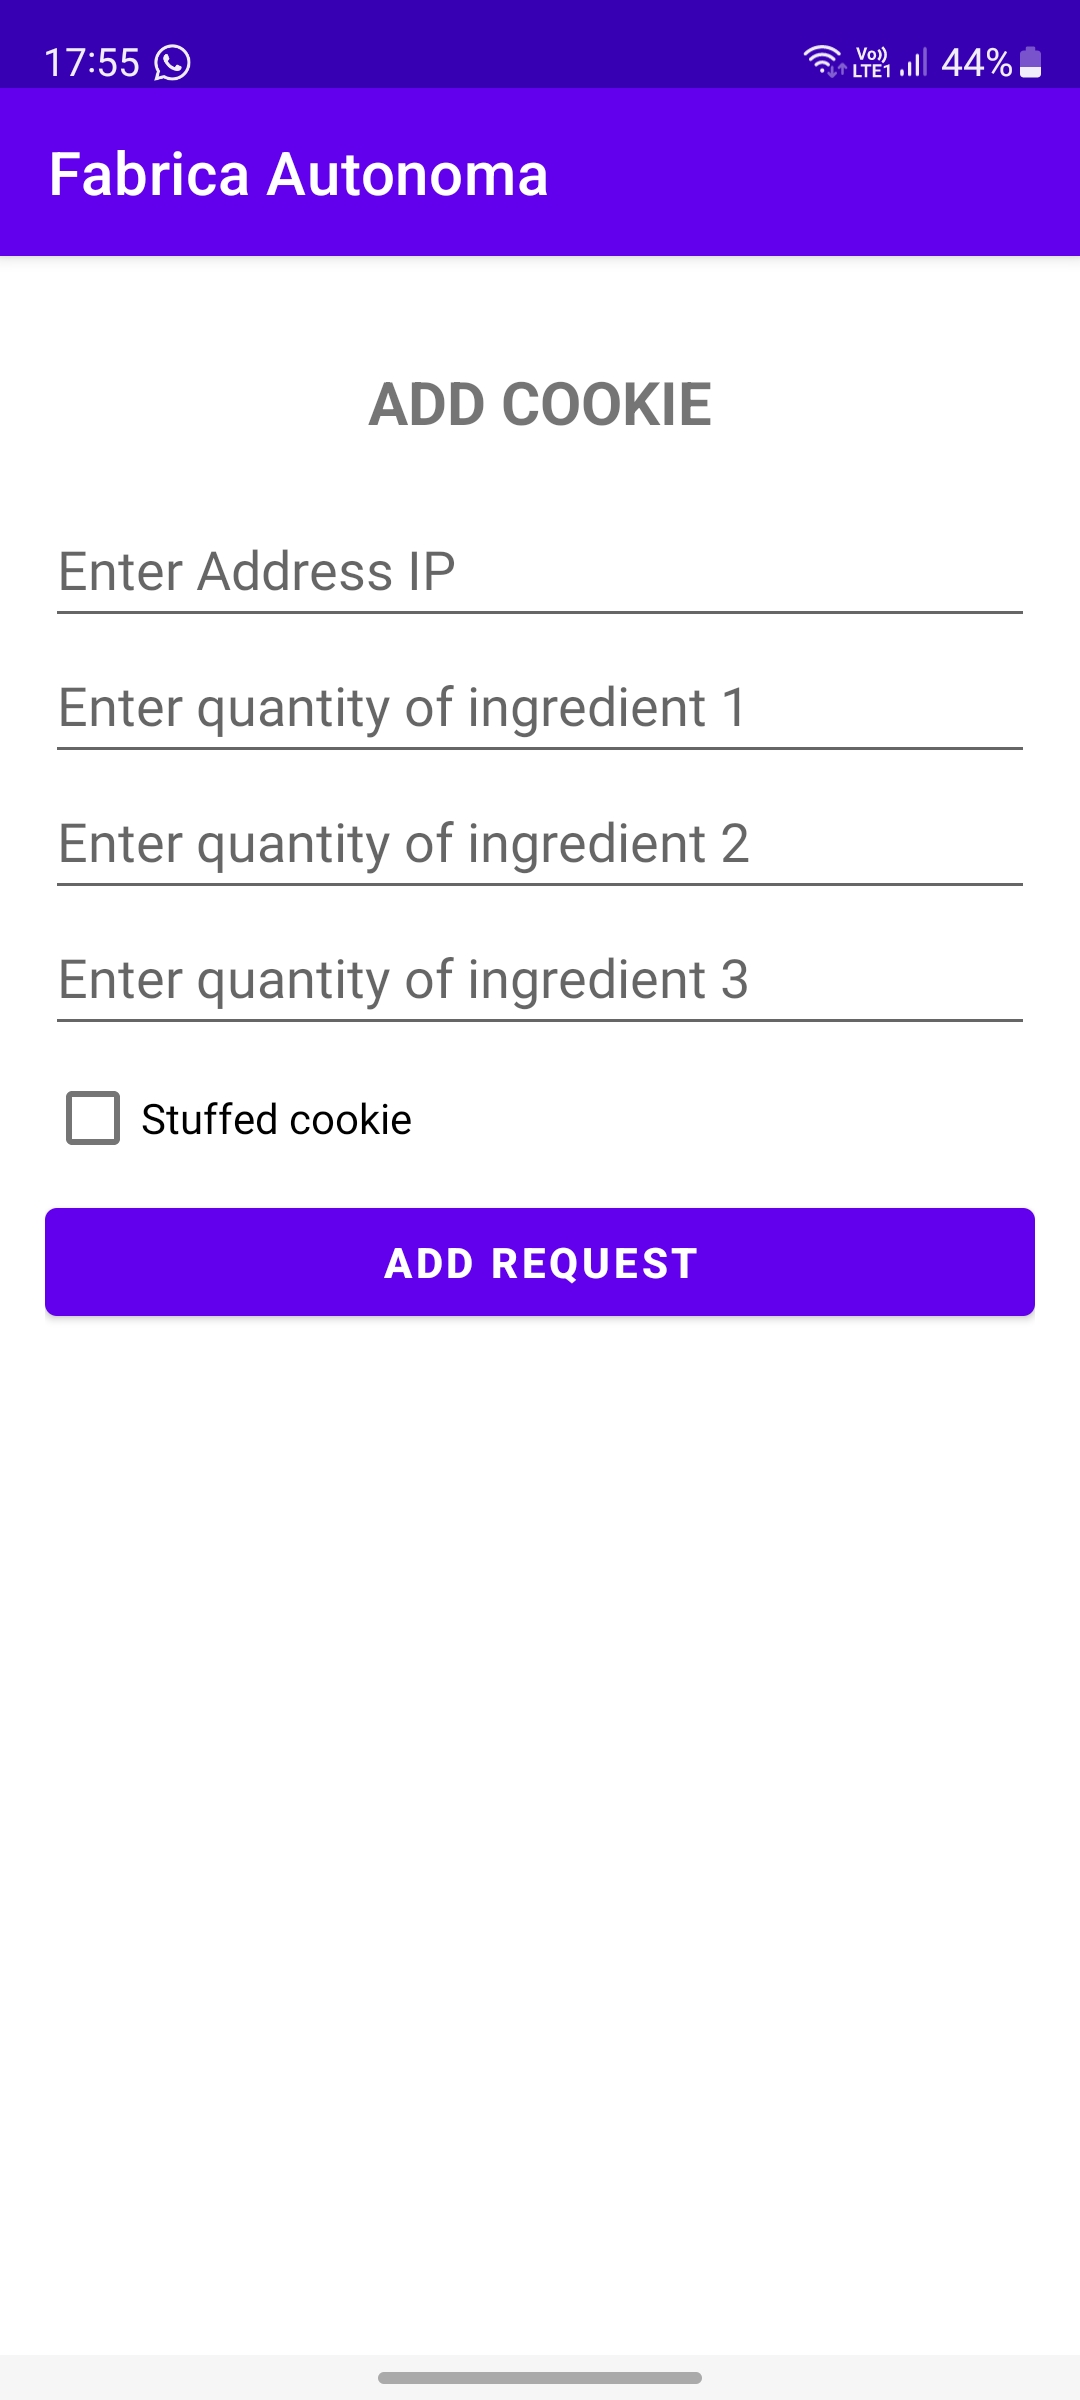 17:55 Vo)) LTE1 44%
Fabrica Autonoma
ADD COOKIE
Enter Address IP
Enter quantity of ingredient 1
Enter quantity of ingredient 2
Enter quantity of ingredient 3
Stuffed cookie
ADD REQUEST